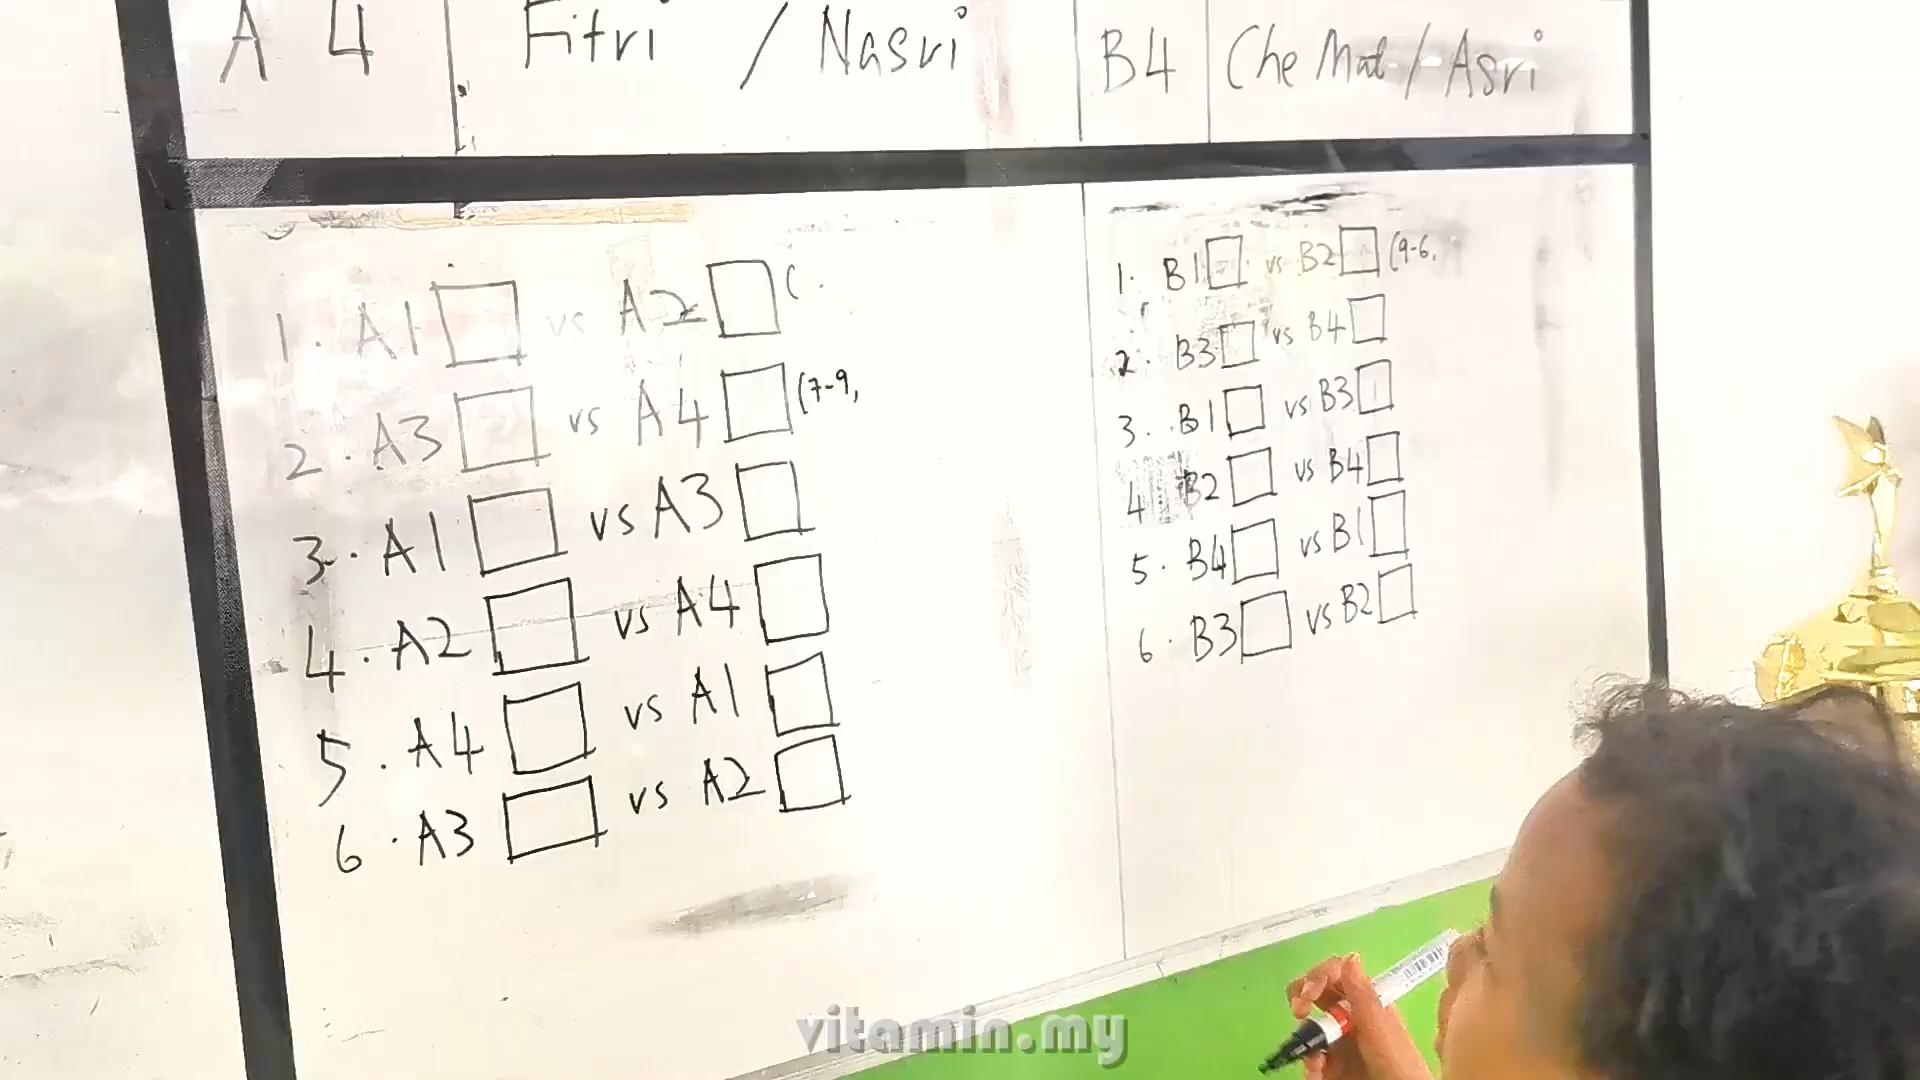 A 4 Fitri / Nasri B4 Che Mat / Asri
1. A1 vs A2 (.
2. A3 vs A4 (7-9,
3. A1 vs A3
4. A2 vs A4
5. A4 vs A1
6. A3 vs A2
1. B1 vs B2 (9-6,
2. B3 vs B4
3. B1 vs B3
4 B2 vs B4
5. B4 vs B1
6. B3 vs B2
vitamin.my